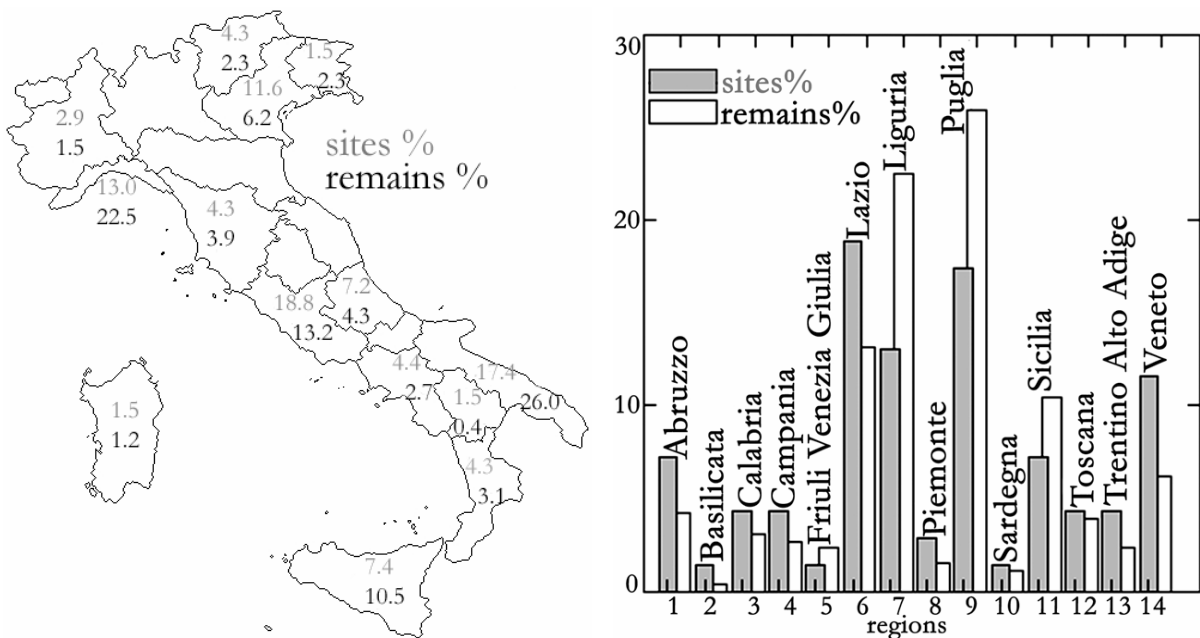 4.3
2.3
1.5
2.3
11.6
6.2
2.9
1.5
sites %
remains %
13.0
22.5
4.3
3.9
7.2
4.3
18.8
13.2
4.4
2.7
17.4
26.0
1.5
0.4
1.5
1.2
4.3
3.1
7.4
10.5
30
20
10
0
sites%
remains%
Abruzzo
Basilicata
Calabria
Campania
Friuli Venezia Giulia
Lazio
Liguria
Piemonte
Puglia
Sardegna
Sicilia
Toscana
Trentino Alto Adige
Veneto
1 2 3 4 5 6 7 8 9 10 11 12 13 14
regions